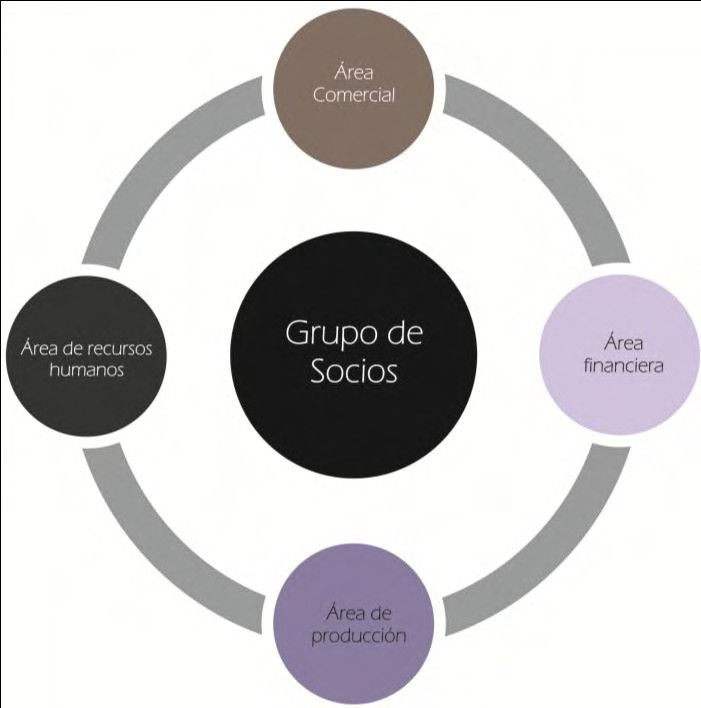 Área
Comercial
Área de recursos
humanos
Grupo de
Socios
Área
financiera
Área de
producción